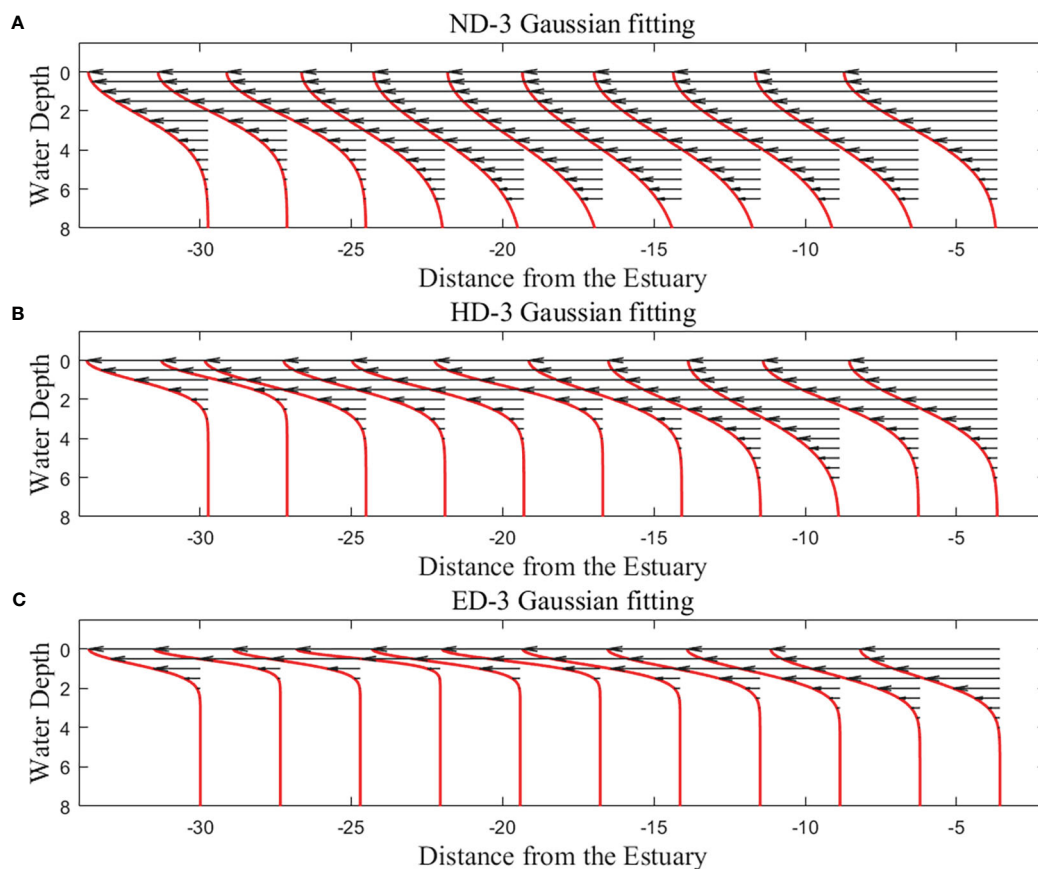 A
ND-3 Gaussian fitting
Water Depth
0
2
4
6
8
-30
-25
-20
-15
-10
-5
Distance from the Estuary
B
HD-3 Gaussian fitting
Water Depth
0
2
4
6
8
-30
-25
-20
-15
-10
-5
Distance from the Estuary
C
ED-3 Gaussian fitting
Water Depth
0
2
4
6
8
-30
-25
-20
-15
-10
-5
Distance from the Estuary